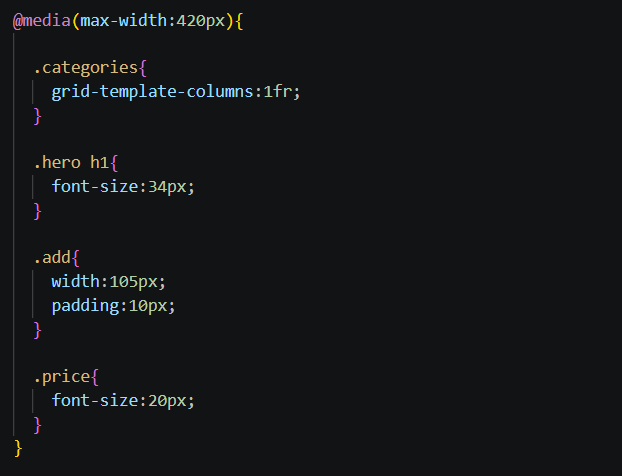 @media(max-width:420px){
.categories{
grid-template-columns:1fr;
}
.hero h1{
font-size:34px;
}
.add{
width:105px;
padding:10px;
}
.price{
font-size:20px;
}
}